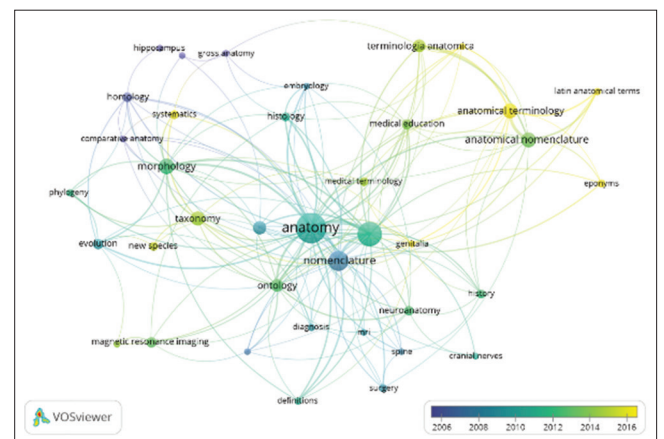 terminologia anatomica
hippocampus
gross anatomy
embryology
latin anatomical terms
homology
systematics
histology
anatomical terminology
medical education
comparative anatomy
anatomical nomenclature
morphology
medical terminology
eponyms
phylogeny
taxonomy
anatomy
evolution
new species
genitalia
nomenclature
ontology
history
neuroanatomy
diagnosis
mri
magnetic resonance imaging
spine
cranial nerves
surgery
definitions
VOSviewer
2006 2008 2010 2012 2014 2016